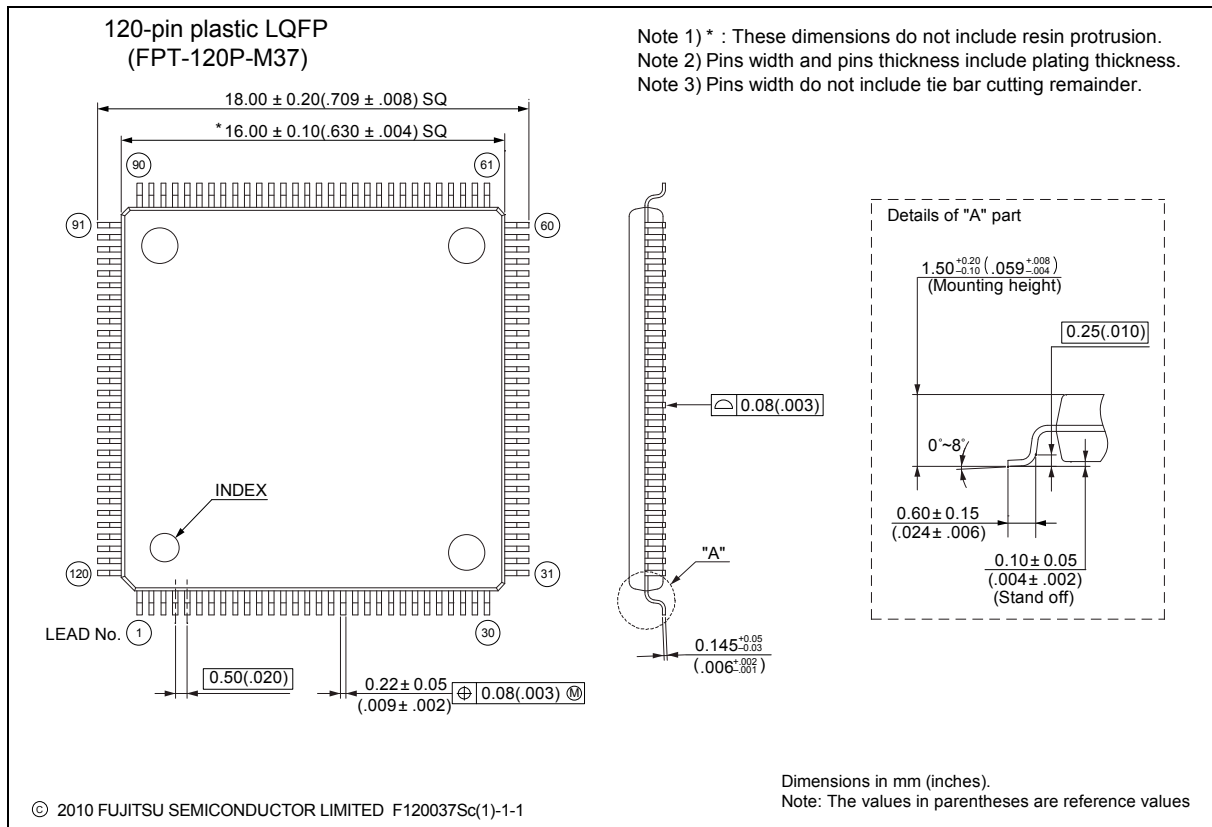 120-pin plastic LQFP
(FPT-120P-M37)
Note 1) * : These dimensions do not include resin protrusion.
Note 2) Pins width and pins thickness include plating thickness.
Note 3) Pins width do not include tie bar cutting remainder.
18.00 ± 0.20(.709 ± .008) SQ
*16.00 ± 0.10(.630 ± .004) SQ
90
61
91
60
INDEX
120
31
LEAD No. 1
30
0.50(.020)
0.22 ± 0.05
(.009 ± .002)
⌖ 0.08(.003) Ⓜ
⌓ 0.08(.003)
"A"
0.145 +0.05 -0.03
(.006 +.002 -.001)
Details of "A" part
1.50 +0.20 -0.10 (.059 +.008 -.004)
(Mounting height)
0.25(.010)
0°~8°
0.60 ± 0.15
(.024 ± .006)
0.10 ± 0.05
(.004 ± .002)
(Stand off)
© 2010 FUJITSU SEMICONDUCTOR LIMITED F120037Sc(1)-1-1
Dimensions in mm (inches).
Note: The values in parentheses are reference values